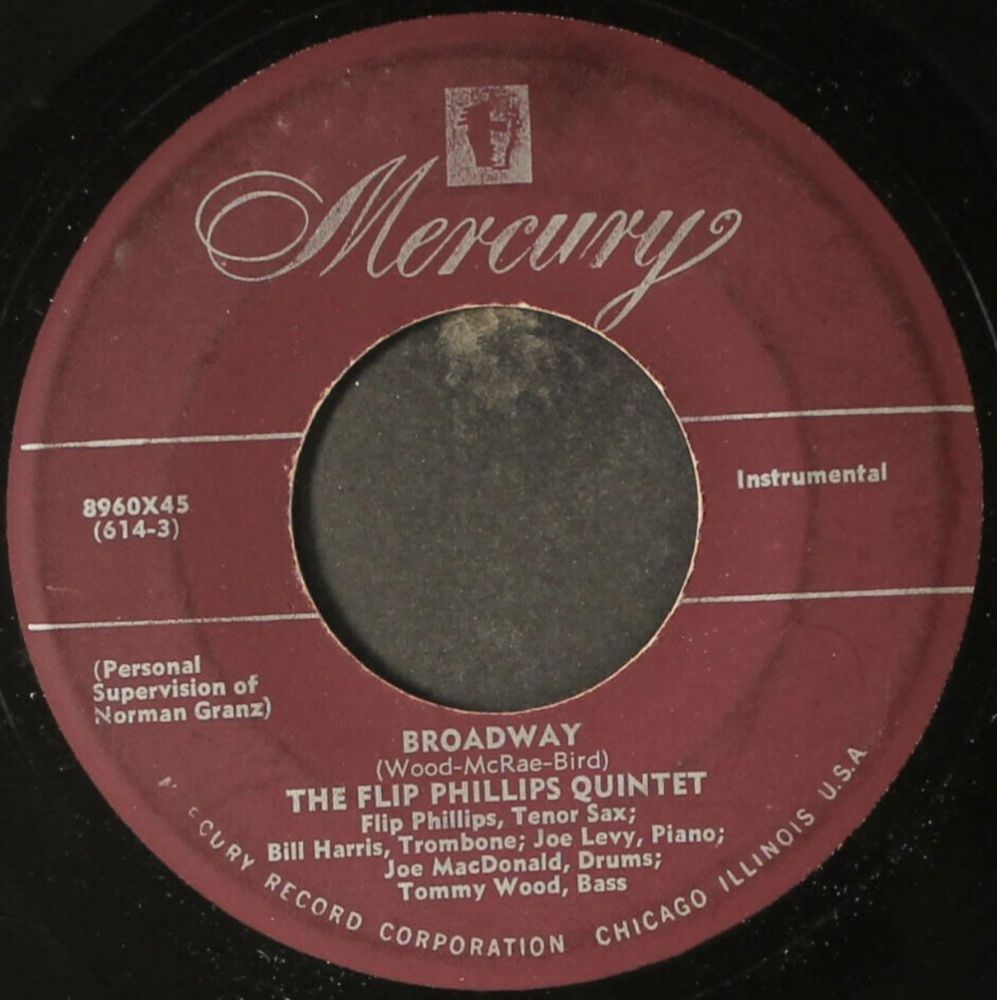 Mercury
Instrumental
8960X45
(614-3)
(Personal
Supervision of
Norman Granz)
BROADWAY
(Wood-McRae-Bird)
THE FLIP PHILLIPS QUINTET
Flip Phillips, Tenor Sax;
Bill Harris, Trombone; Joe Levy, Piano;
Joe MacDonald, Drums;
Tommy Wood, Bass
MERCURY RECORD CORPORATION CHICAGO ILLINOIS U.S.A